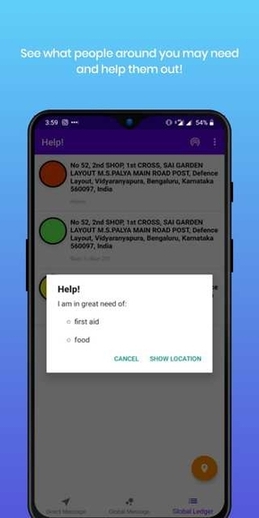 See what people around you may need
and help them out!
3:59
54%
Help!
No 52, 2nd SHOP, 1st CROSS, SAI GARDEN
LAYOUT M.S.PALYA MAIN ROAD POST, Defence
Layout, Vidyaranyapura, Bengaluru, Karnataka
560097, India
No 52, 2nd SHOP, 1st CROSS, SAI GARDEN
LAYOUT M.S.PALYA MAIN ROAD POST, Defence
Layout, Vidyaranyapura, Bengaluru, Karnataka
560097, India
Help!
I am in great need of:
first aid
food
CANCEL SHOW LOCATION
Direct Message Global Message Global Ledger